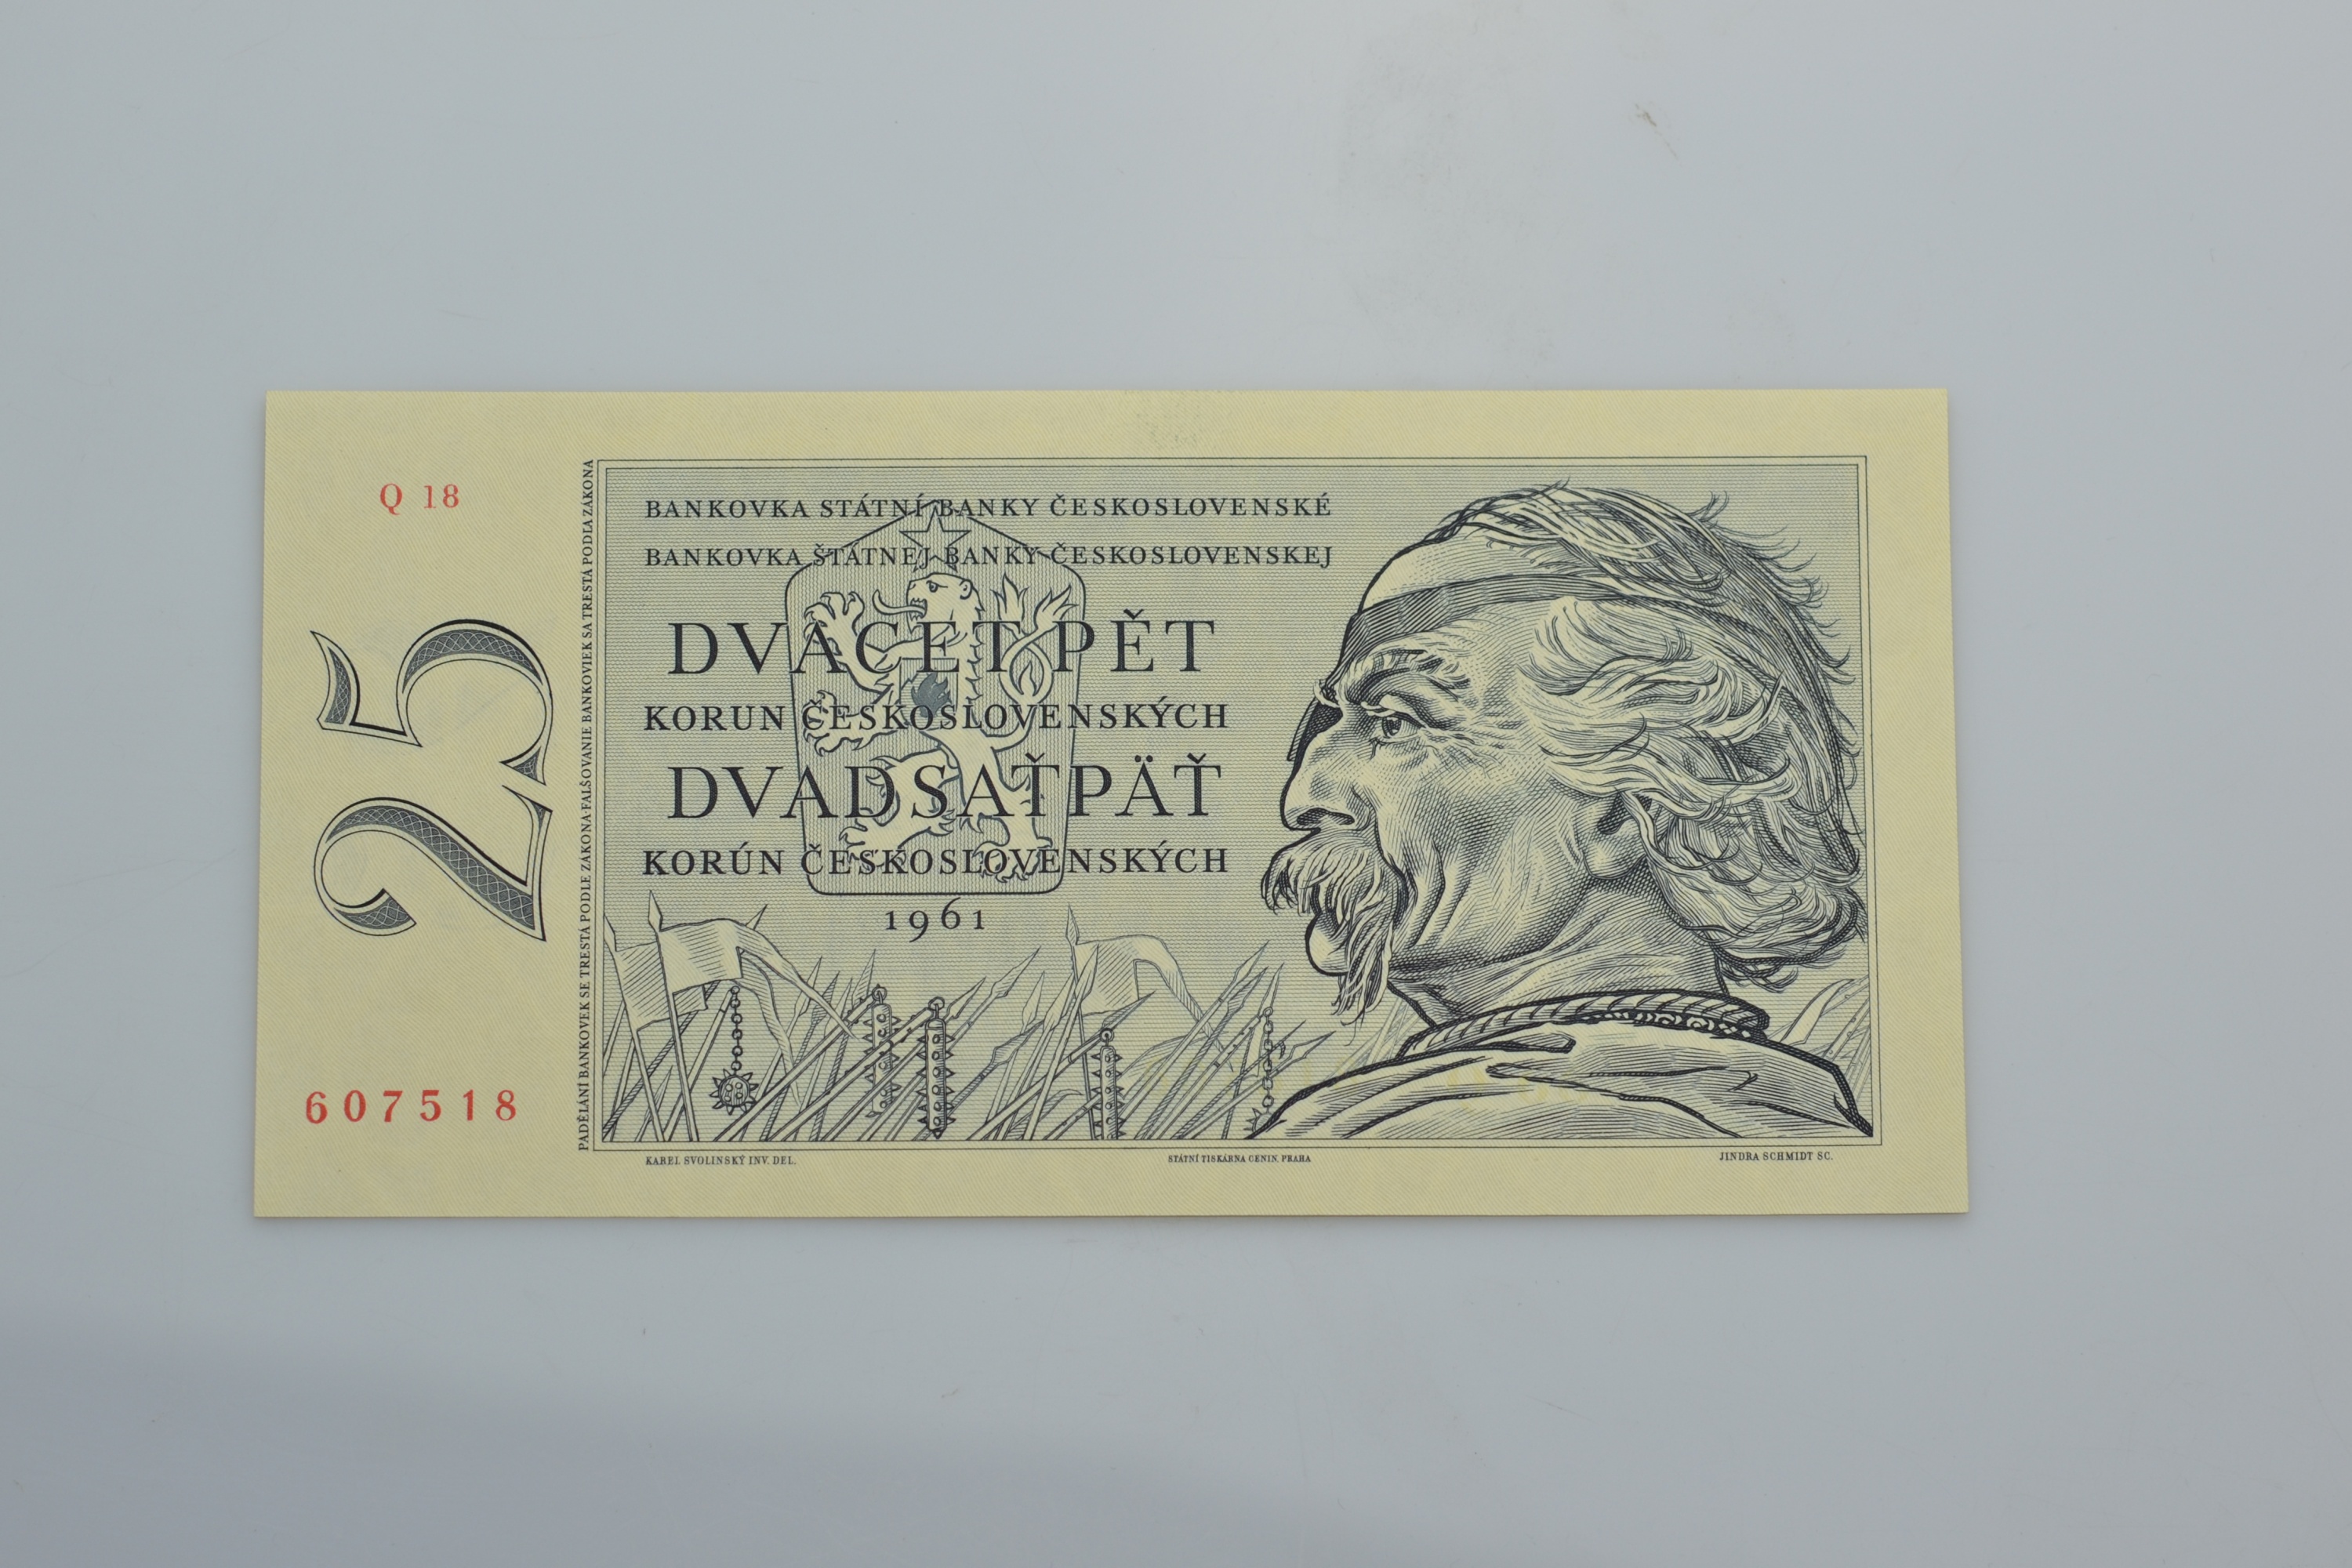 Q 18
25
607518
PADĚLÁNÍ BANKOVEK SE TRESTÁ PODLE ZÁKONA·FALŠOVANIE BANKOVIEK SA TRESTÁ PODĽA ZÁKONA
BANKOVKA STÁTNÍ BANKY ČESKOSLOVENSKÉ
BANKOVKA ŠTÁTNEJ BANKY ČESKOSLOVENSKEJ
DVACET PĚT
KORUN ČESKOSLOVENSKÝCH
DVADSAŤPÄŤ
KORÚN ČESKOSLOVENSKÝCH
1961
KAREL SVOLINSKÝ INV. DEL.
STÁTNÍ TISKÁRNA CENIN, PRAHA
JINDRA SCHMIDT SC.